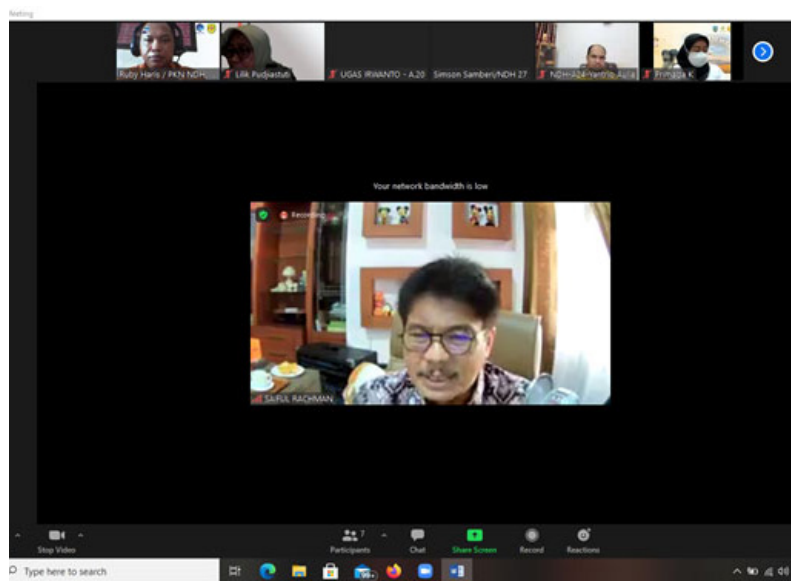 Meeting
Ruby Haris / PKN NDH
Lilik Pudjiastuti
UGAS IRWANTO - A.20
Simson Samberi/NDH 27
NDH-A24-Yantrio Aulia
Primada K
Your network bandwidth is low
Recording
SAIFUL RACHMAN
7
Stop Video
Participants
Chat
Share Screen
Record
Reactions
Type here to search